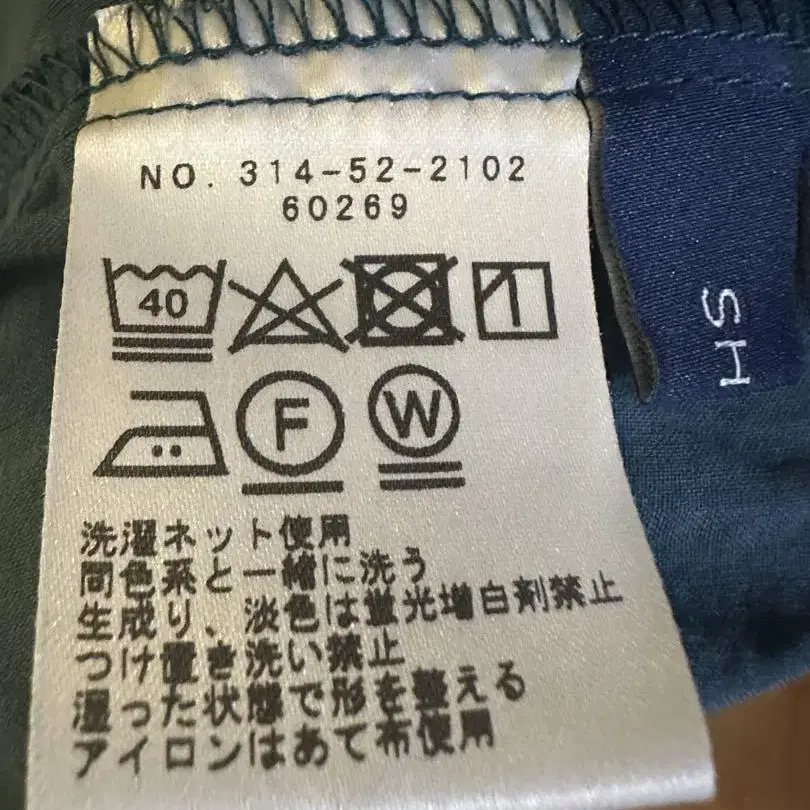 NO. 314-52-2102
60269
40
F
W
洗濯ネット使用
同色系と一緒に洗う
生成り、淡色は蛍光増白剤禁止
つけ置き洗い禁止
湿った状態で形を整える
アイロンはあて布使用
HS